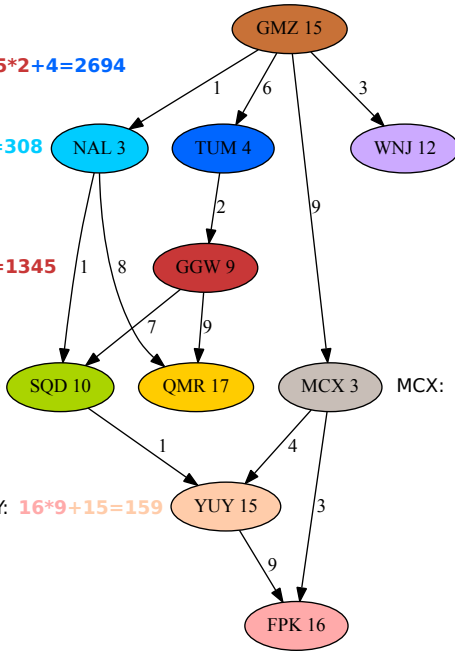 GMZ 15
5*2+4=2694
1
6
3
=308
NAL 3
TUM 4
WNJ 12
2
9
=1345
GGW 9
1
8
7
9
SQD 10
QMR 17
MCX 3
MCX:
1
4
Y: 16*9+15=159
YUY 15
3
9
FPK 16